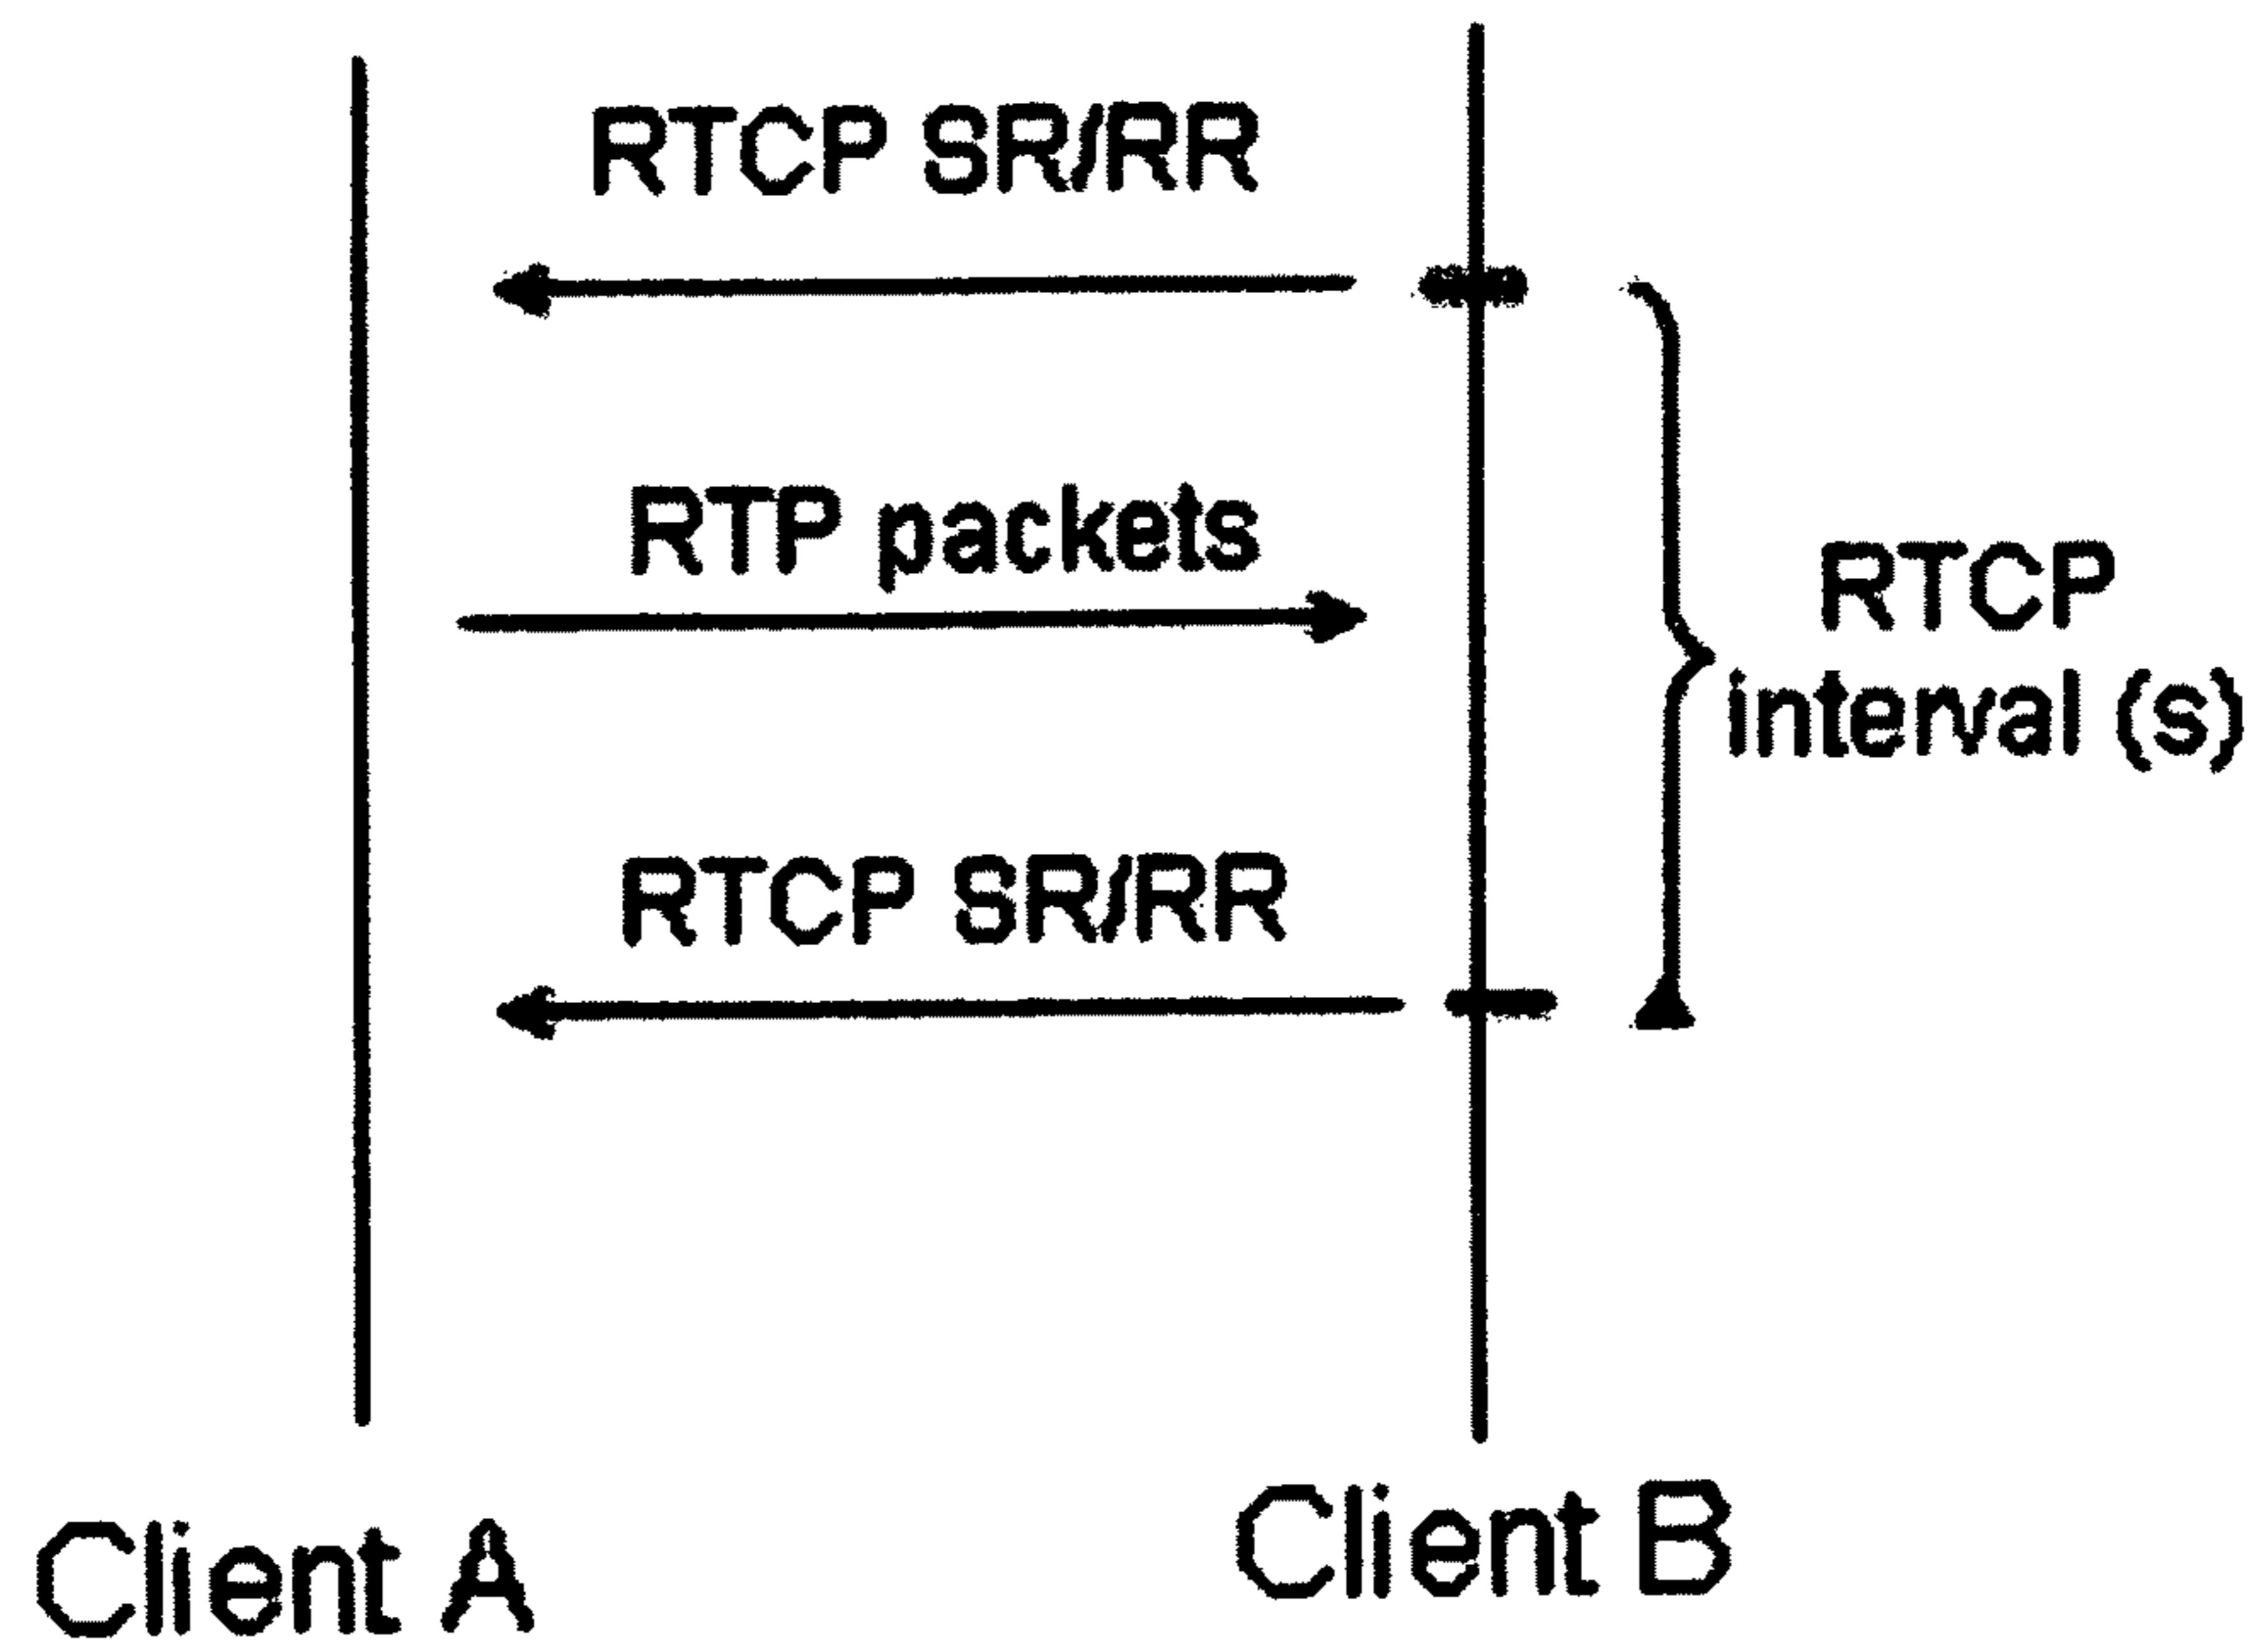 RTCP SR/RR
RTP packets
RTCP
interval (s)
RTCP SR/RR
Client A
Client B